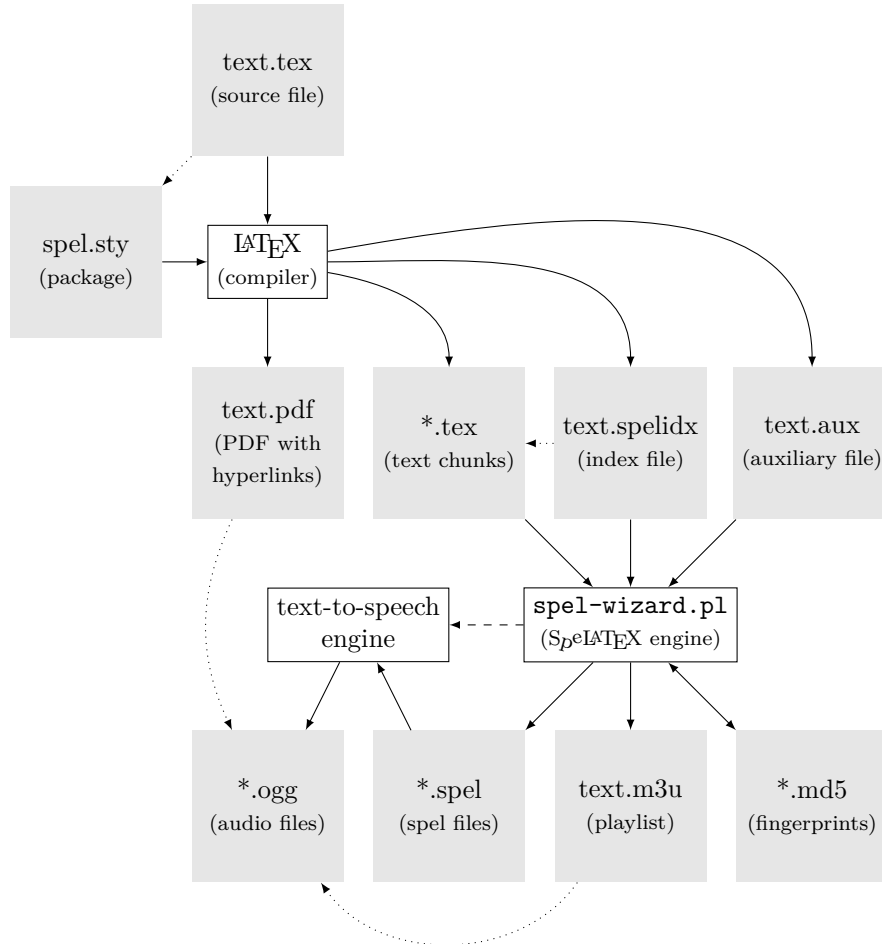 text.tex
(source file)
spel.sty
(package)
LATEX
(compiler)
text.pdf
(PDF with
hyperlinks)
*.tex
(text chunks)
text.spelidx
(index file)
text.aux
(auxiliary file)
text-to-speech
engine
spel-wizard.pl
(SpeLATEX engine)
*.ogg
(audio files)
*.spel
(spel files)
text.m3u
(playlist)
*.md5
(fingerprints)